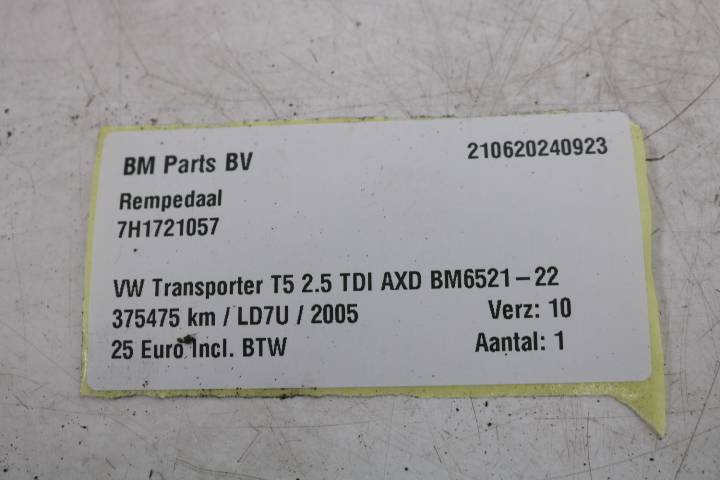 BM Parts BV 210620240923
Rempedaal
7H1721057
VW Transporter T5 2.5 TDI AXD BM6521-22
375475 km / LD7U / 2005 Verz: 10
25 Euro Incl. BTW Aantal: 1